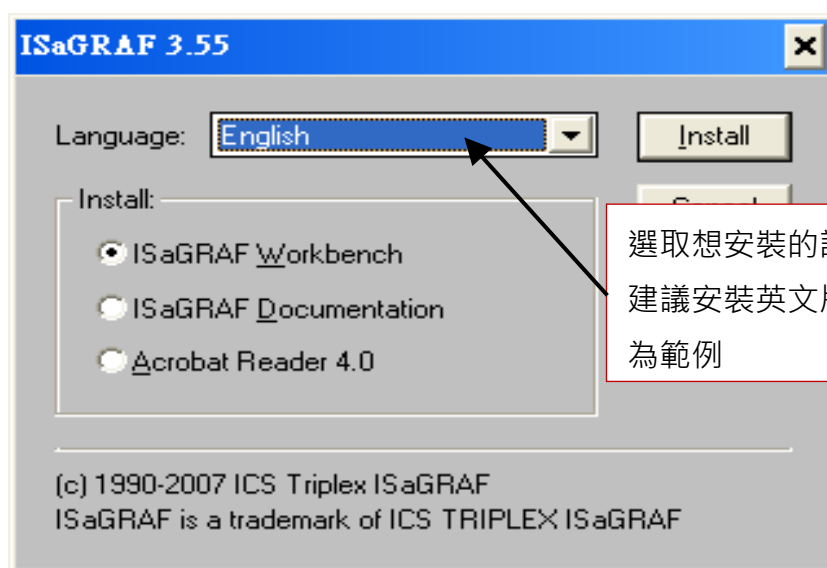 ISaGRAF 3.55
Language: English Install
Install:
ISaGRAF Workbench
ISaGRAF Documentation
Acrobat Reader 4.0
選取想安裝的
建議安裝英文
為範例
(c) 1990-2007 ICS Triplex ISaGRAF
ISaGRAF is a trademark of ICS TRIPLEX ISaGRAF